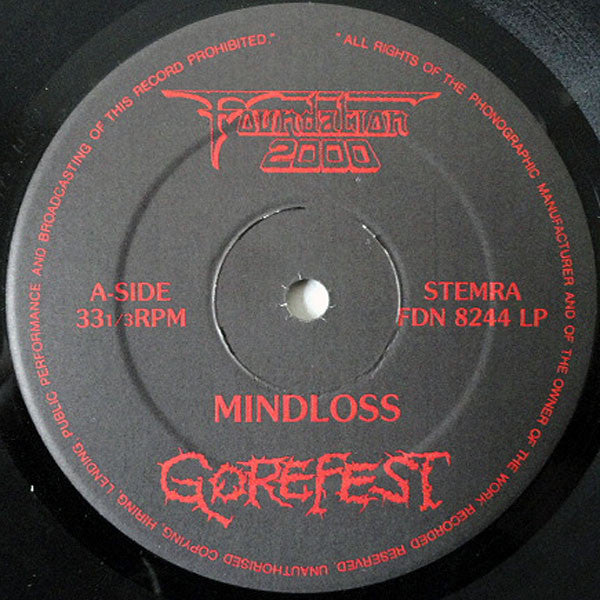 "ALL RIGHTS OF THE PHONOGRAPHIC MANUFACTURER AND OF THE OWNER OF THE WORK RECORDED RESERVED. UNAUTHORISED COPYING, HIRING, LENDING, PUBLIC PERFORMANCE AND BROADCASTING OF THIS RECORD PROHIBITED."
Foundation
2000
A-SIDE
33 1/3 RPM
STEMRA
FDN 8244 LP
MINDLOSS
GOREFEST